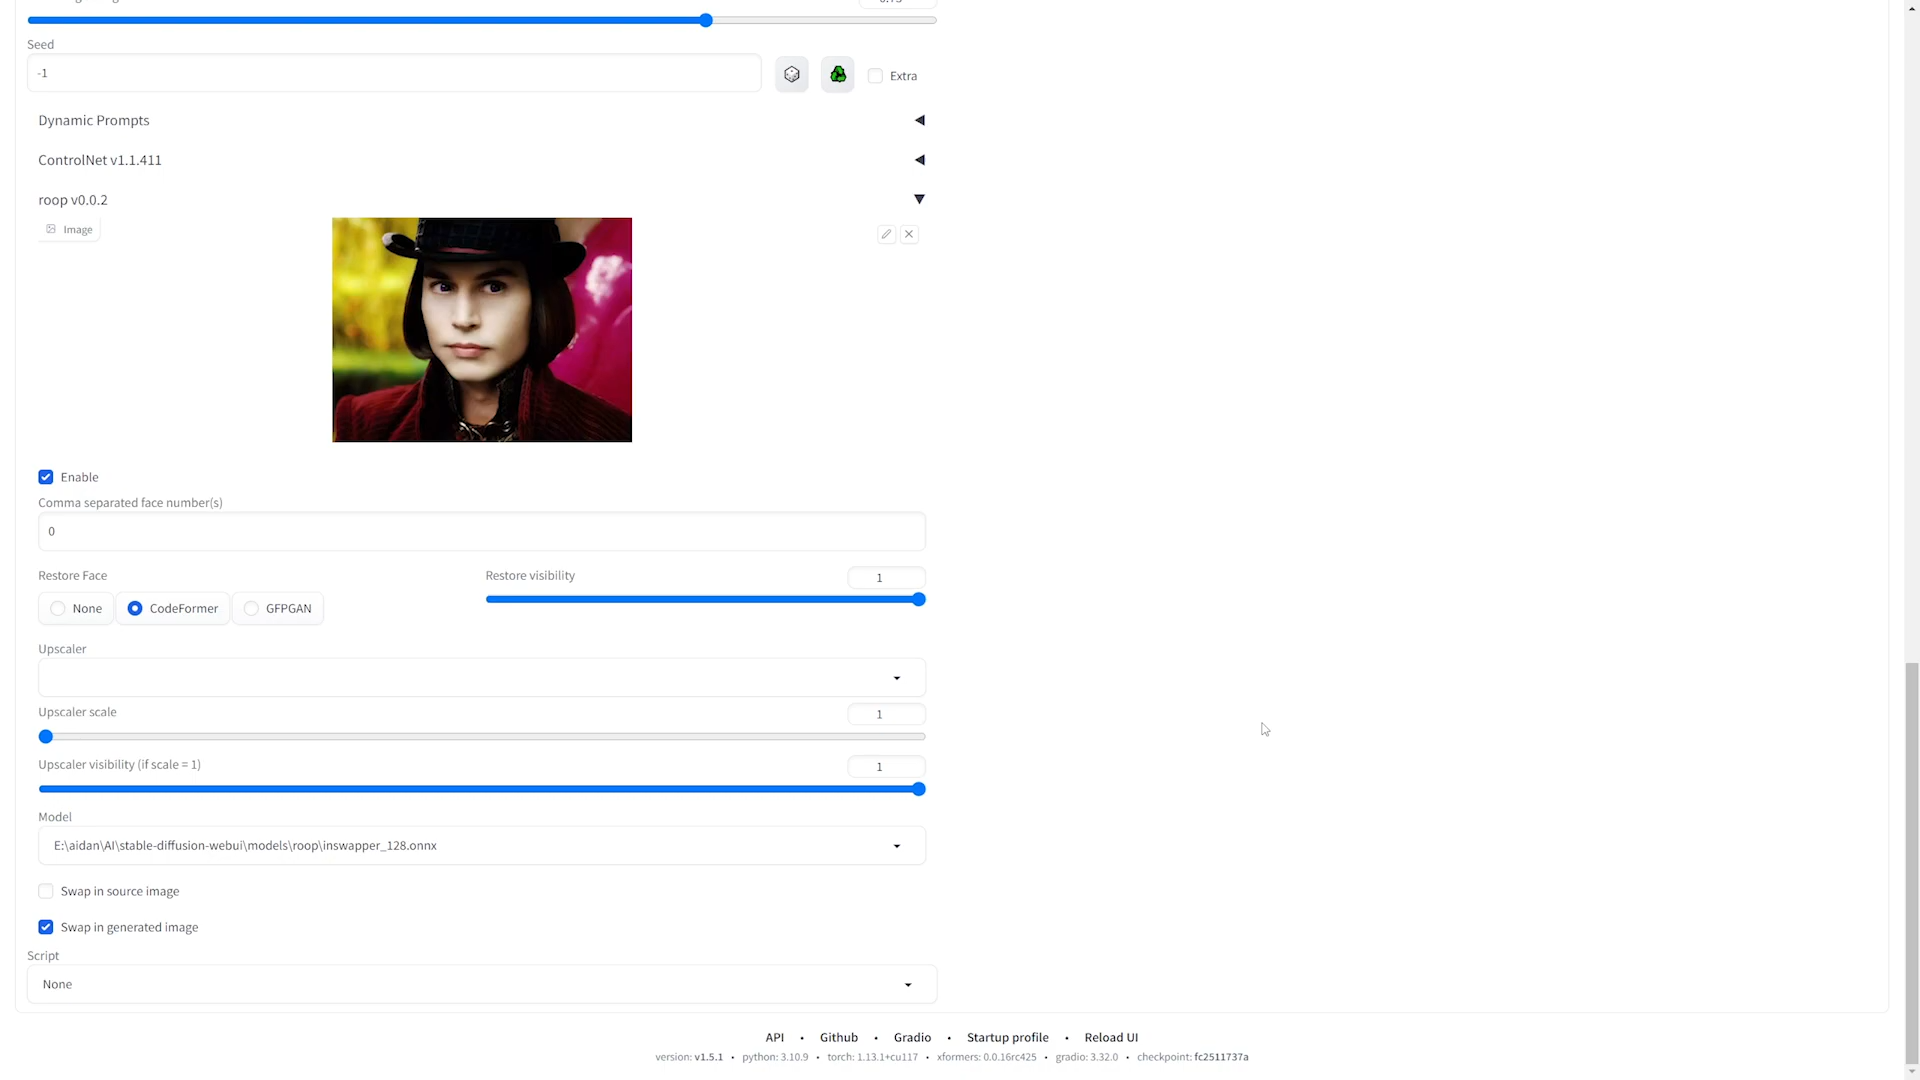 Seed
-1
Extra
Dynamic Prompts
ControlNet v1.1.411
roop v0.0.2
Image
Enable
Comma separated face number(s)
0
Restore Face
Restore visibility
1
None
CodeFormer
GFPGAN
Upscaler
Upscaler scale
1
Upscaler visibility (if scale = 1)
1
Model
E:\aidan\AI\stable-diffusion-webui\models\roop\inswapper_128.onnx
Swap in source image
Swap in generated image
Script
None
API • Github • Gradio • Startup profile • Reload UI
version: v1.5.1 • python: 3.10.9 • torch: 1.13.1+cu117 • xformers: 0.0.16rc425 • gradio: 3.32.0 • checkpoint: fc2511737a